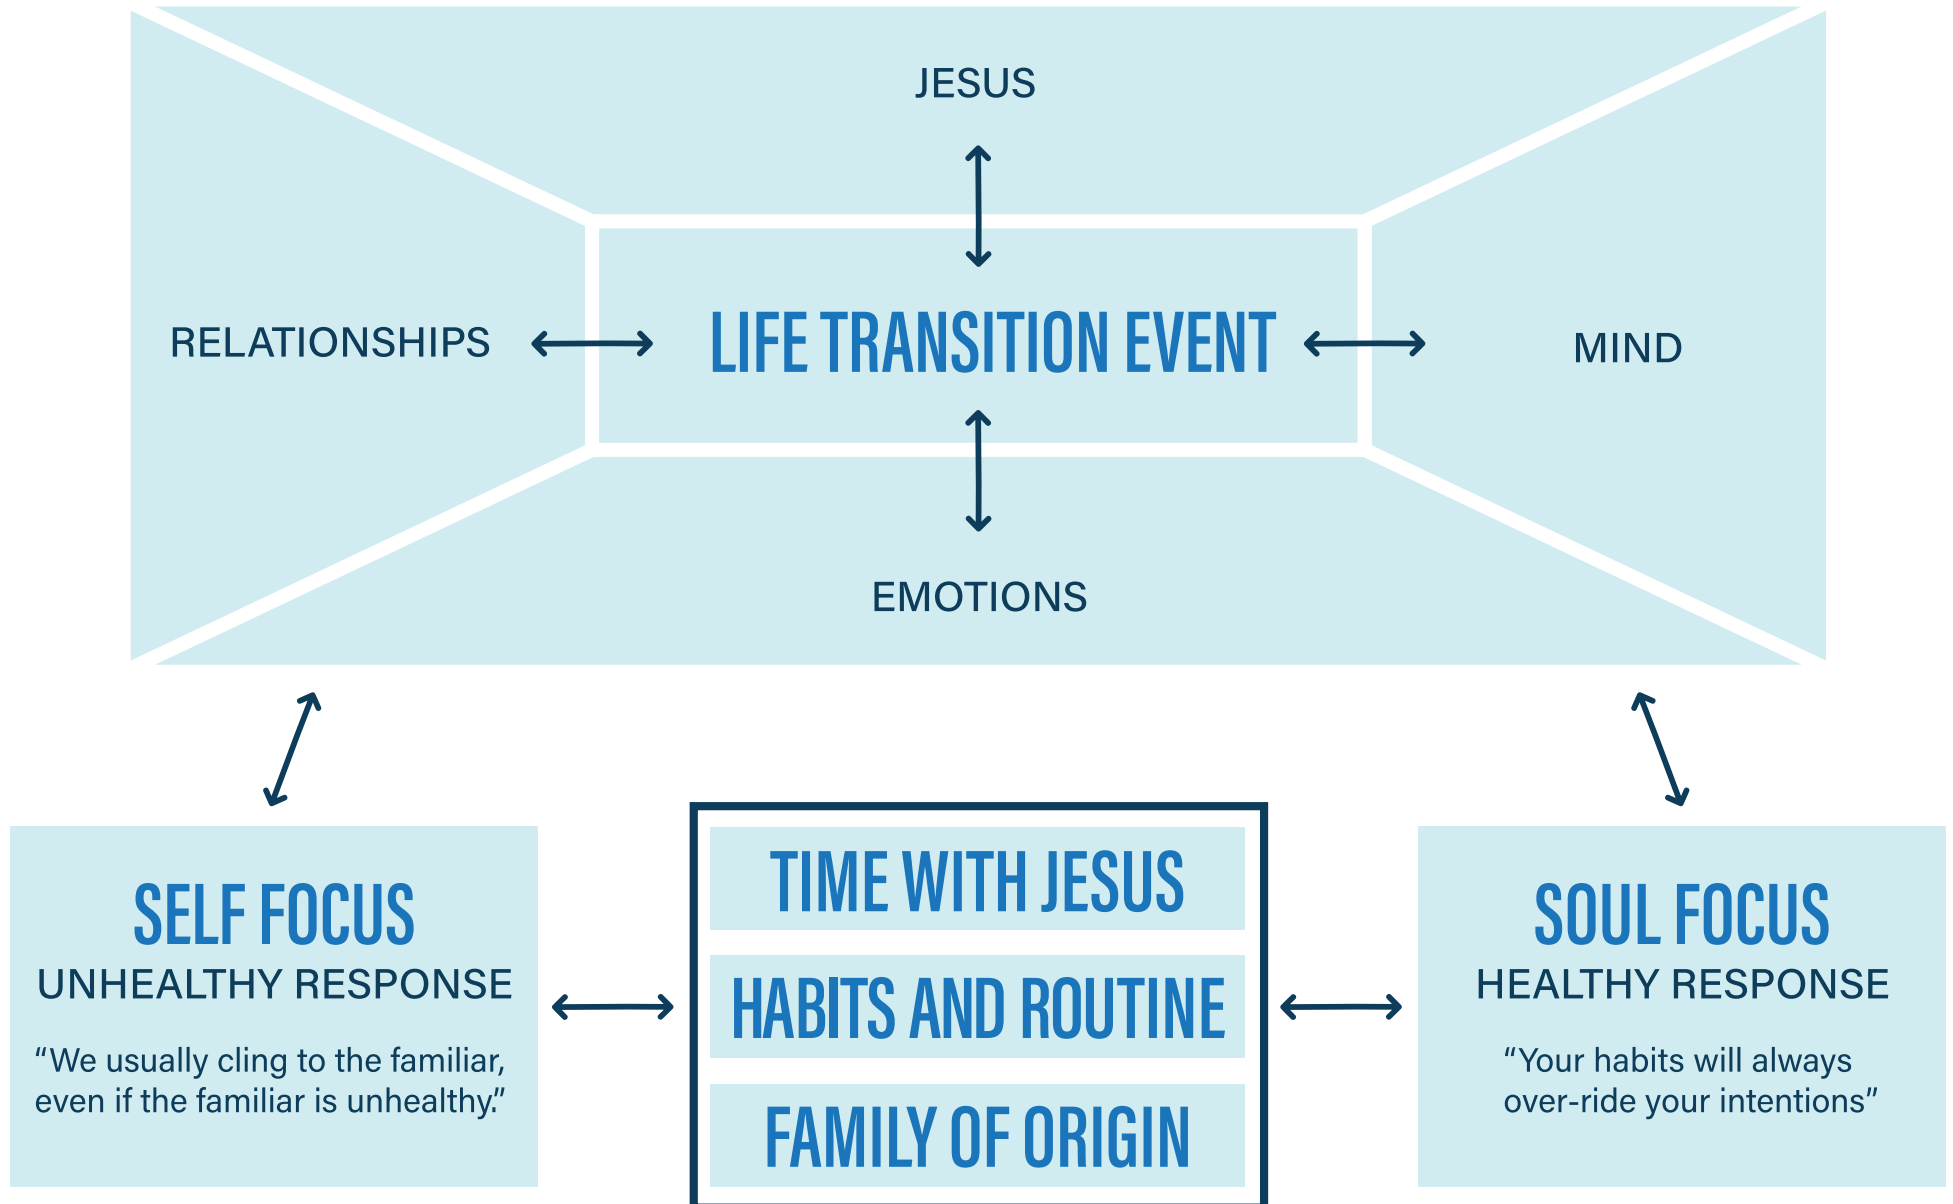 JESUS
RELATIONSHIPS
LIFE TRANSITION EVENT
MIND
EMOTIONS
SELF FOCUS
UNHEALTHY RESPONSE
“We usually cling to the familiar,
even if the familiar is unhealthy.”
TIME WITH JESUS
HABITS AND ROUTINE
FAMILY OF ORIGIN
SOUL FOCUS
HEALTHY RESPONSE
“Your habits will always
over-ride your intentions”